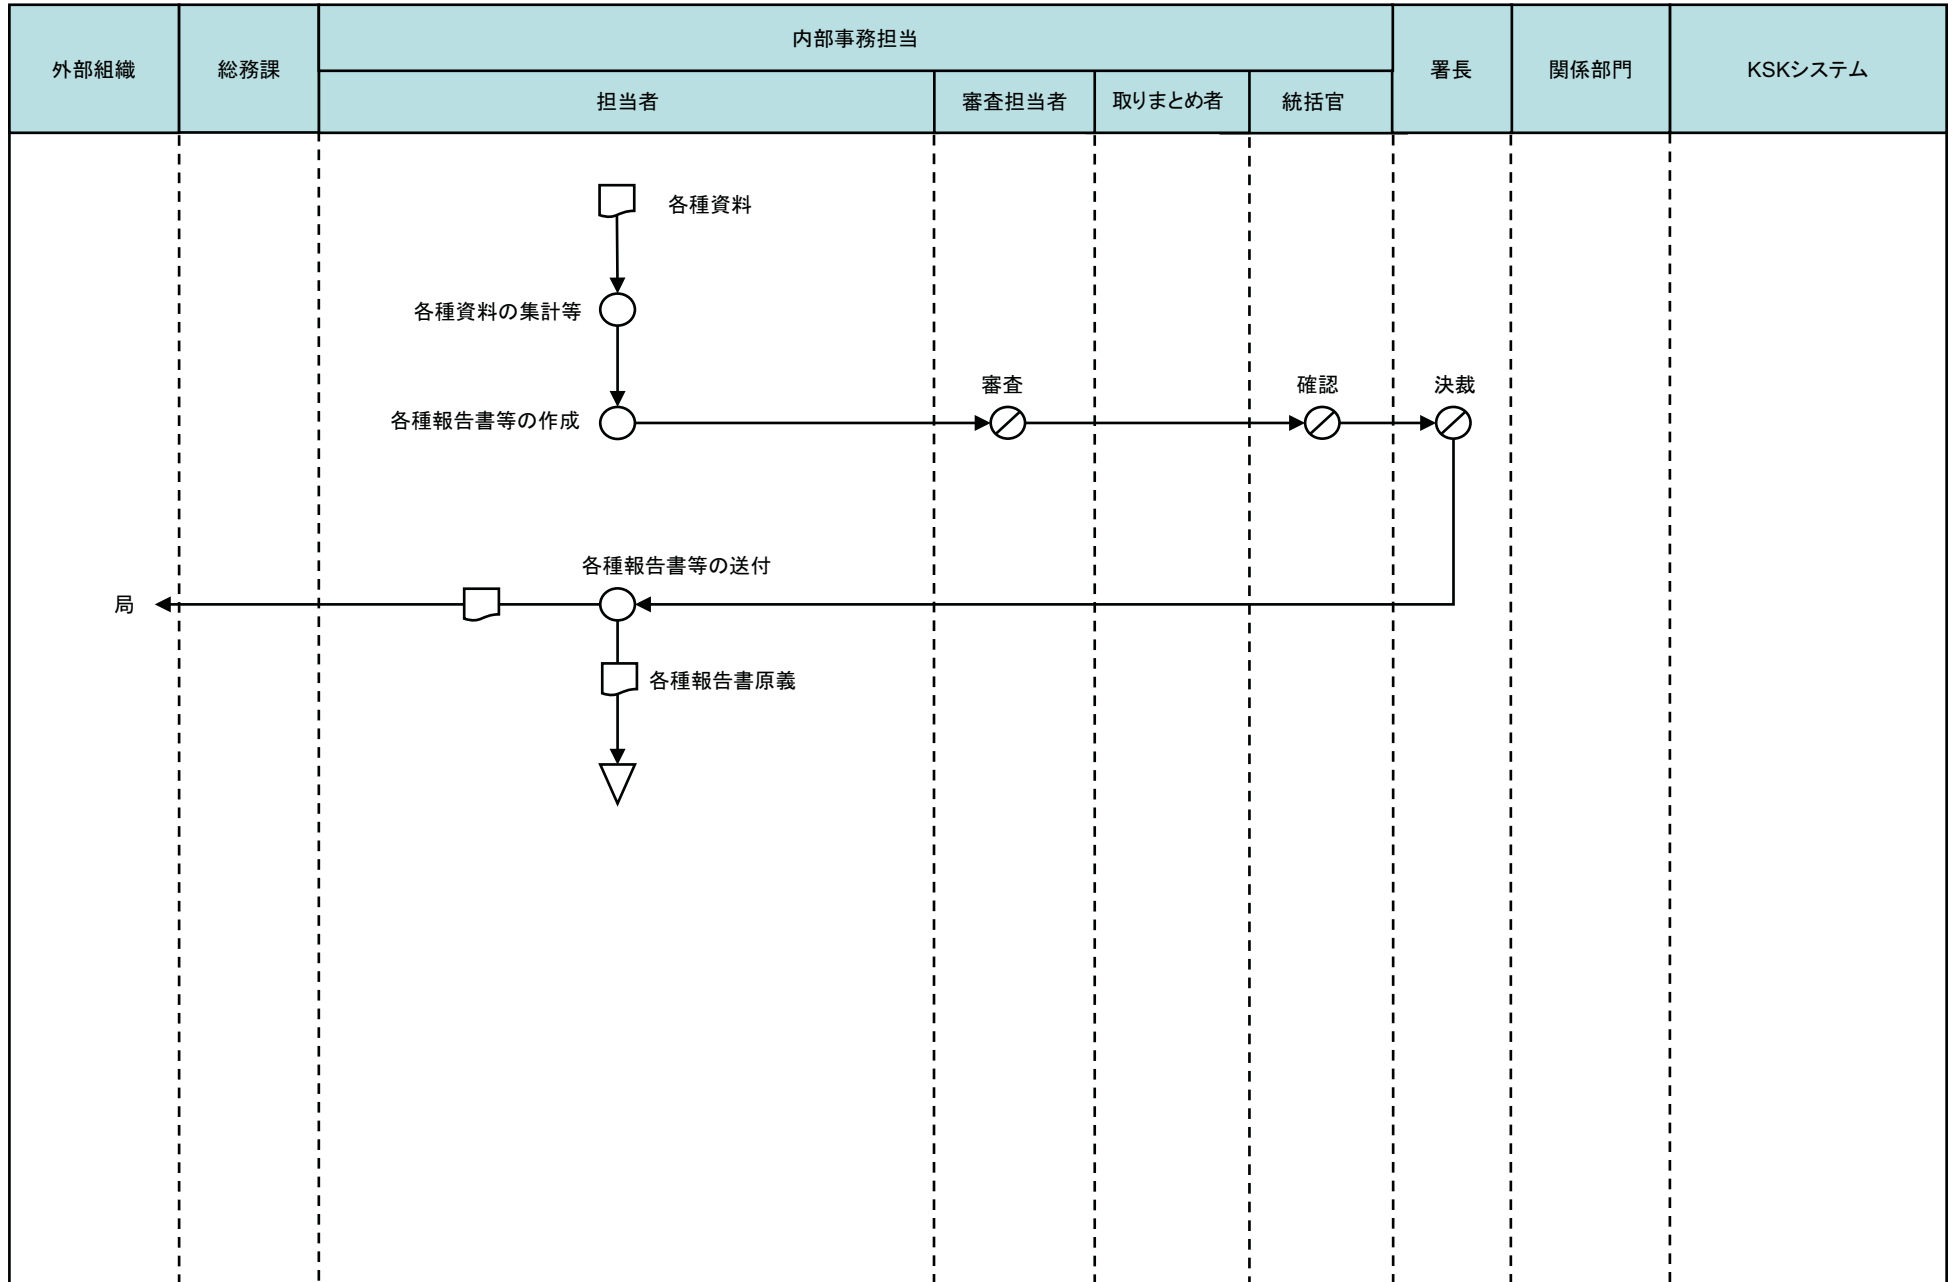 外部組織
総務課
内部事務担当
担当者
審査担当者
取りまとめ者
統括官
署長
関係部門
KSKシステム
各種資料
各種資料の集計等
各種報告書等の作成
審査
確認
決裁
各種報告書等の送付
局
各種報告書原義